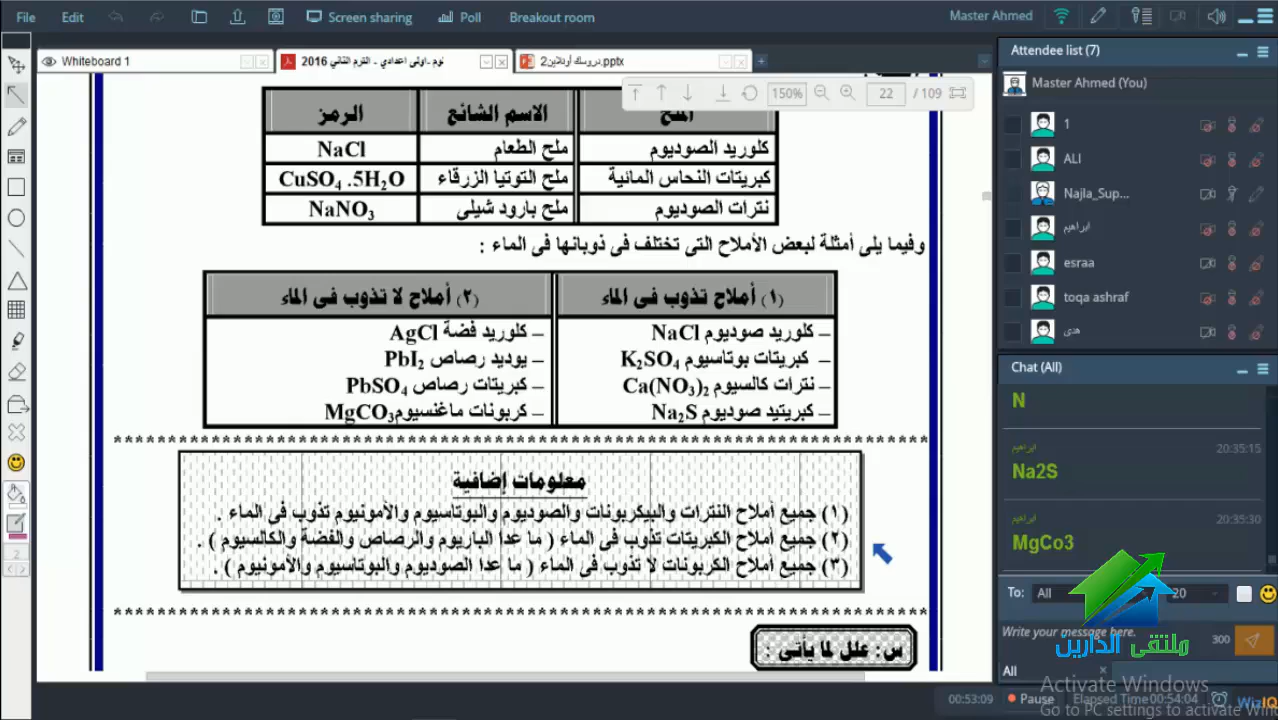 File Edit Screen sharing Poll Breakout room Master Ahmed
Whiteboard 1
نوم -اولى اعدادي - الترم الثاني 2016
دروسك أونلاين2.pptx
150% 22 / 109
الملح الاسم الشائع الرمز
كلوريد الصوديوم ملح الطعام NaCl
كبريتات النحاس المائية ملح التوتيا الزرقاء CuSO₄ .5H₂O
نترات الصوديوم ملح بارود شيلى NaNO₃
وفيما يلى أمثلة لبعض الأملاح التى تختلف فى ذوبانها فى الماء :
(١) أملاح تذوب فى الماء (٢) أملاح لا تذوب فى الماء
– كلوريد صوديوم NaCl – كلوريد فضة AgCl
– كبريتات بوتاسيوم K₂SO₄ – يوديد رصاص PbI₂
– نترات كالسيوم Ca(NO₃)₂ – كبريتات رصاص PbSO₄
– كبريتيد صوديوم Na₂S – كربونات ماغنسيوم MgCO₃
معلومات إضافية
(١) جميع أملاح النترات والبيكربونات والصوديوم والبوتاسيوم والأمونيوم تذوب فى الماء .
(٢) جميع أملاح الكبريتات تذوب فى الماء ( ما عدا الباريوم والرصاص والفضة والكالسيوم ) .
(٣) جميع أملاح الكربونات لا تذوب فى الماء ( ما عدا الصوديوم والبوتاسيوم والأمونيوم ) .
س: علل لما يأتى :
2
Attendee list (7)
Master Ahmed (You)
1
ALI
Najla_Sup...
ابراهيم
esraa
toqa ashraf
هدى
Chat (All)
N
ابراهيم 20:35:15
Na2S
ابراهيم 20:35:30
MgCo3
To: All 20
Write your message here. 300
ملتقى الدارين
All
Activate Windows
00:53:09 Pause Elapsed Time: 00:54:04
Go to PC settings to activate Win
WizIQ